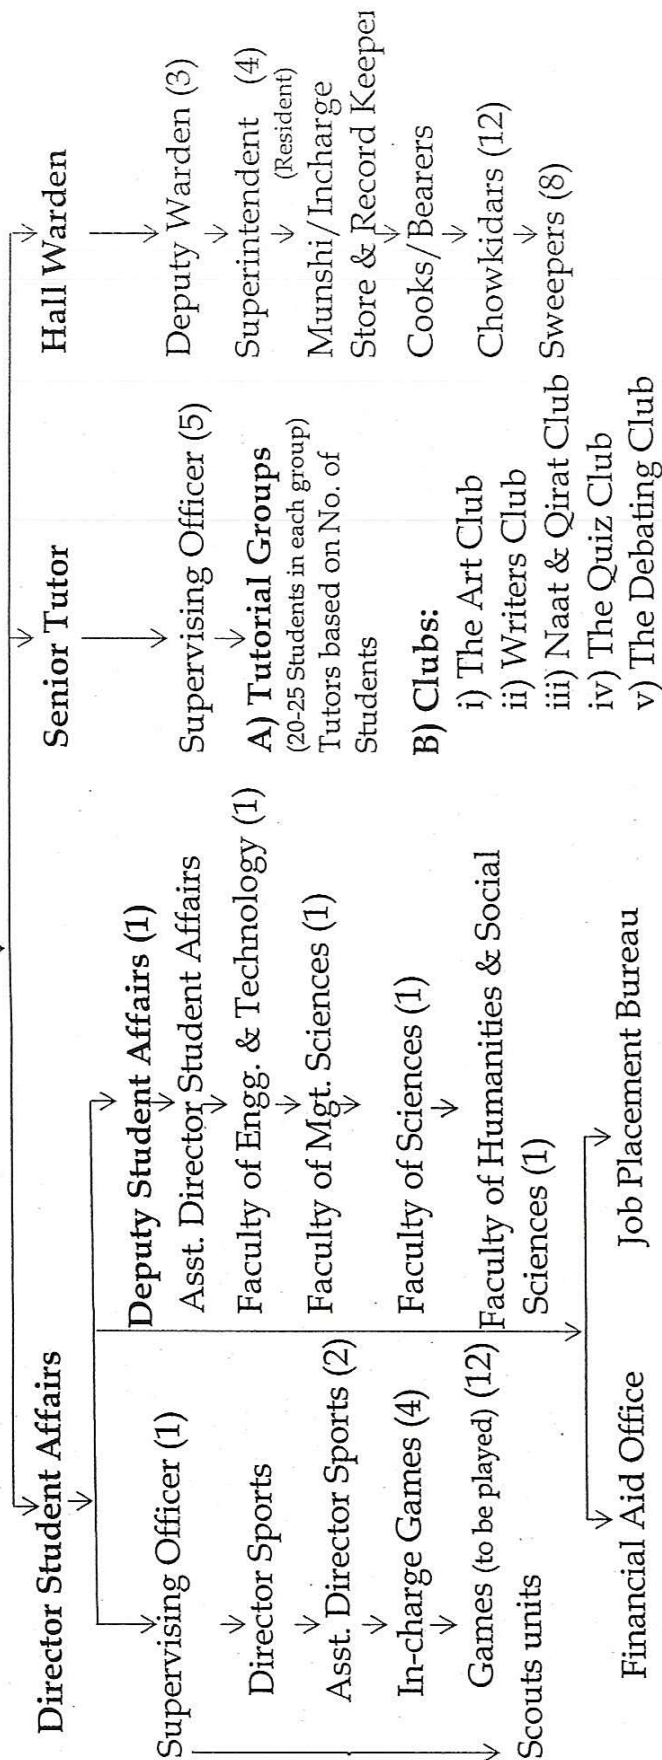 Director Student Affairs
Supervising Officer (1)
Director Sports
Asst. Director Sports (2)
In-charge Games (4)
Games (to be played) (12)
Scouts units
Deputy Student Affairs (1)
Asst. Director Student Affairs
Faculty of Engg. & Technology (1)
Faculty of Mgt. Sciences (1)
Faculty of Sciences (1)
Faculty of Humanities & Social
Sciences (1)
Financial Aid Office
Job Placement Bureau
Senior Tutor
Supervising Officer (5)
A) Tutorial Groups
(20-25 Students in each group)
Tutors based on No. of
Students
B) Clubs:
i) The Art Club
ii) Writers Club
iii) Naat & Qirat Club
iv) The Quiz Club
v) The Debating Club
Hall Warden
Deputy Warden (3)
Superintendent (4)
(Resident)
Munshi/Incharge
Store & Record Keeper
Cooks/Bearers
Chowkidars (12)
Sweepers (8)